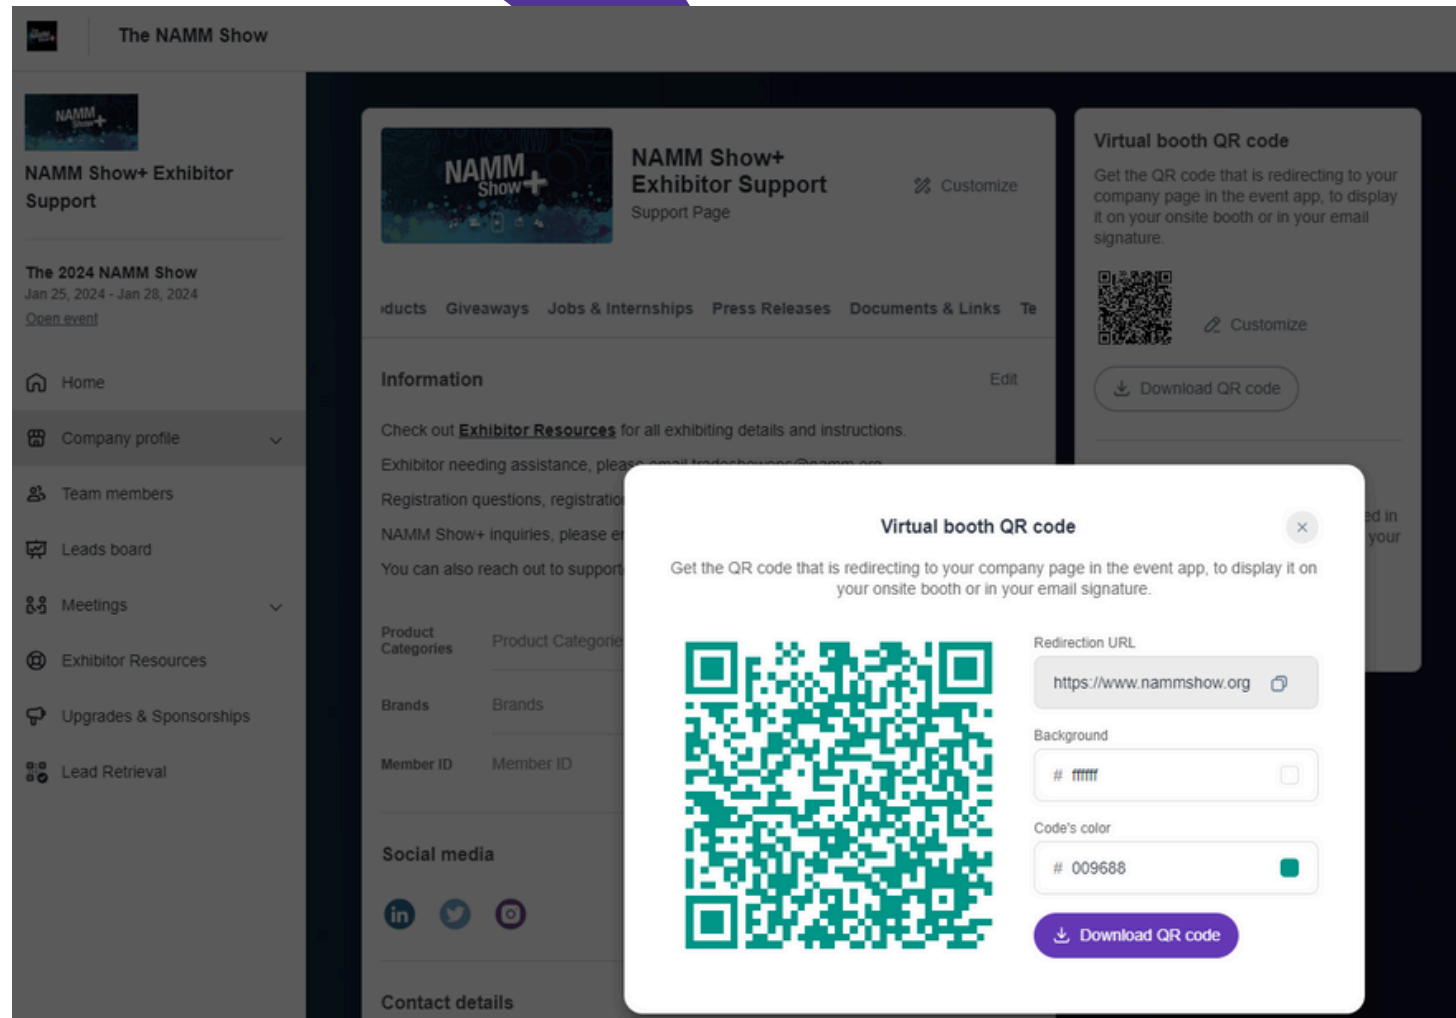 The NAMM Show
NAMM
Show+
NAMM Show+ Exhibitor
Support
The 2024 NAMM Show
Jan 25, 2024 - Jan 28, 2024
Open event
Home
Company profile
Team members
Leads board
Meetings
Exhibitor Resources
Upgrades & Sponsorships
Lead Retrieval
NAMM
Show+
NAMM Show+
Exhibitor Support
Support Page
Customize
ducts Giveaways Jobs & Internships Press Releases Documents & Links Te
Information
Edit
Check out Exhibitor Resources for all exhibiting details and instructions.
Exhibitor needing assistance, please email tradeshowops@namm.org
Registration questions, registratio
NAMM Show+ inquiries, please e
You can also reach out to support
Product
Categories
Product Categorie
Brands
Brands
Member ID
Member ID
Social media
in
Contact details
Virtual booth QR code
Get the QR code that is redirecting to your
company page in the event app, to display
it on your onsite booth or in your email
signature.
Customize
Download QR code
ed in
your
Virtual booth QR code
Get the QR code that is redirecting to your company page in the event app, to display it on
your onsite booth or in your email signature.
Redirection URL
https://www.nammshow.org
Background
# ffffff
Code's color
# 009688
Download QR code